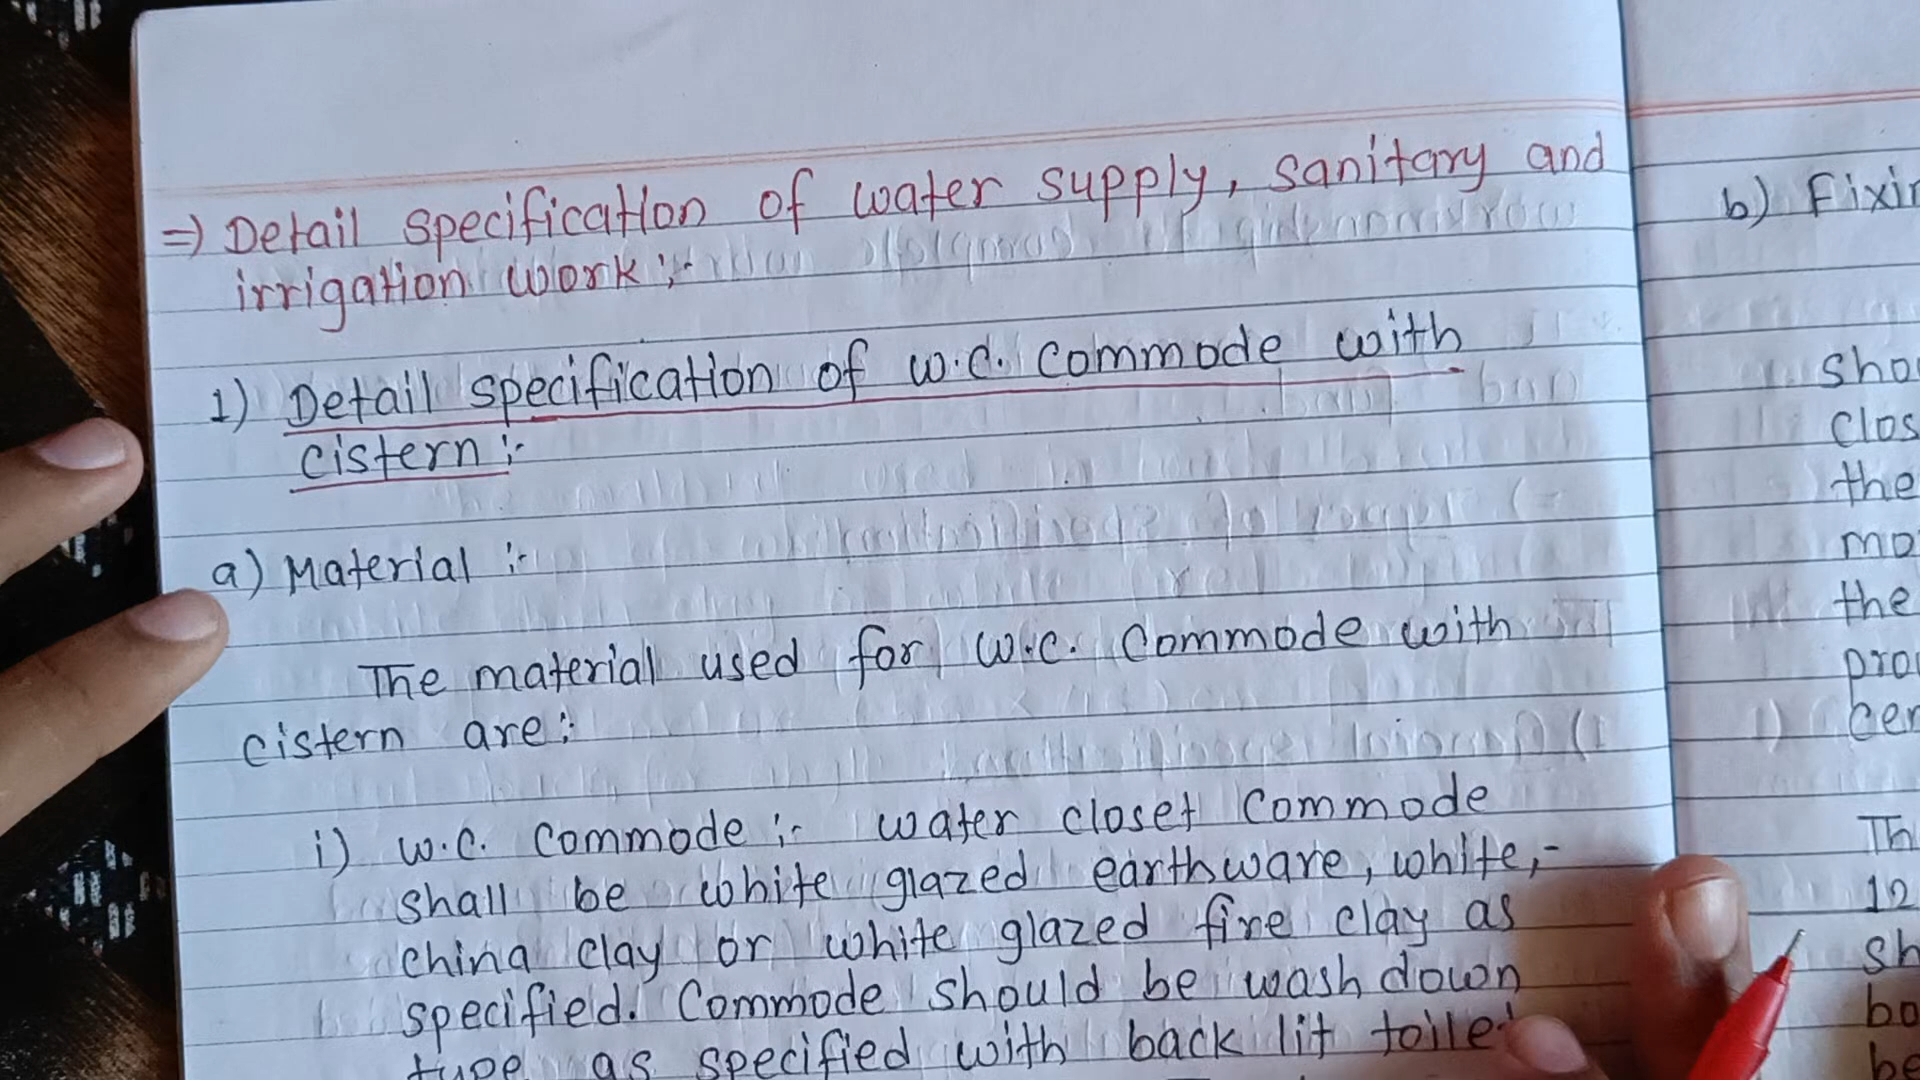 => Detail specification of water supply, sanitary and
irrigation work :-
1) Detail specification of w.c. commode with
cistern :-
a) Material :-
The material used for w.c. commode with
cistern are :-
i) w.c. commode :- water closet commode
shall be white glazed earthware, white,-
china clay or white glazed fire clay as
specified. Commode should be wash down
type as specified with back lit toilet
b) Fixin
sho
clos
the
mo
the
pro
cer
Th
12
sh
bo
be